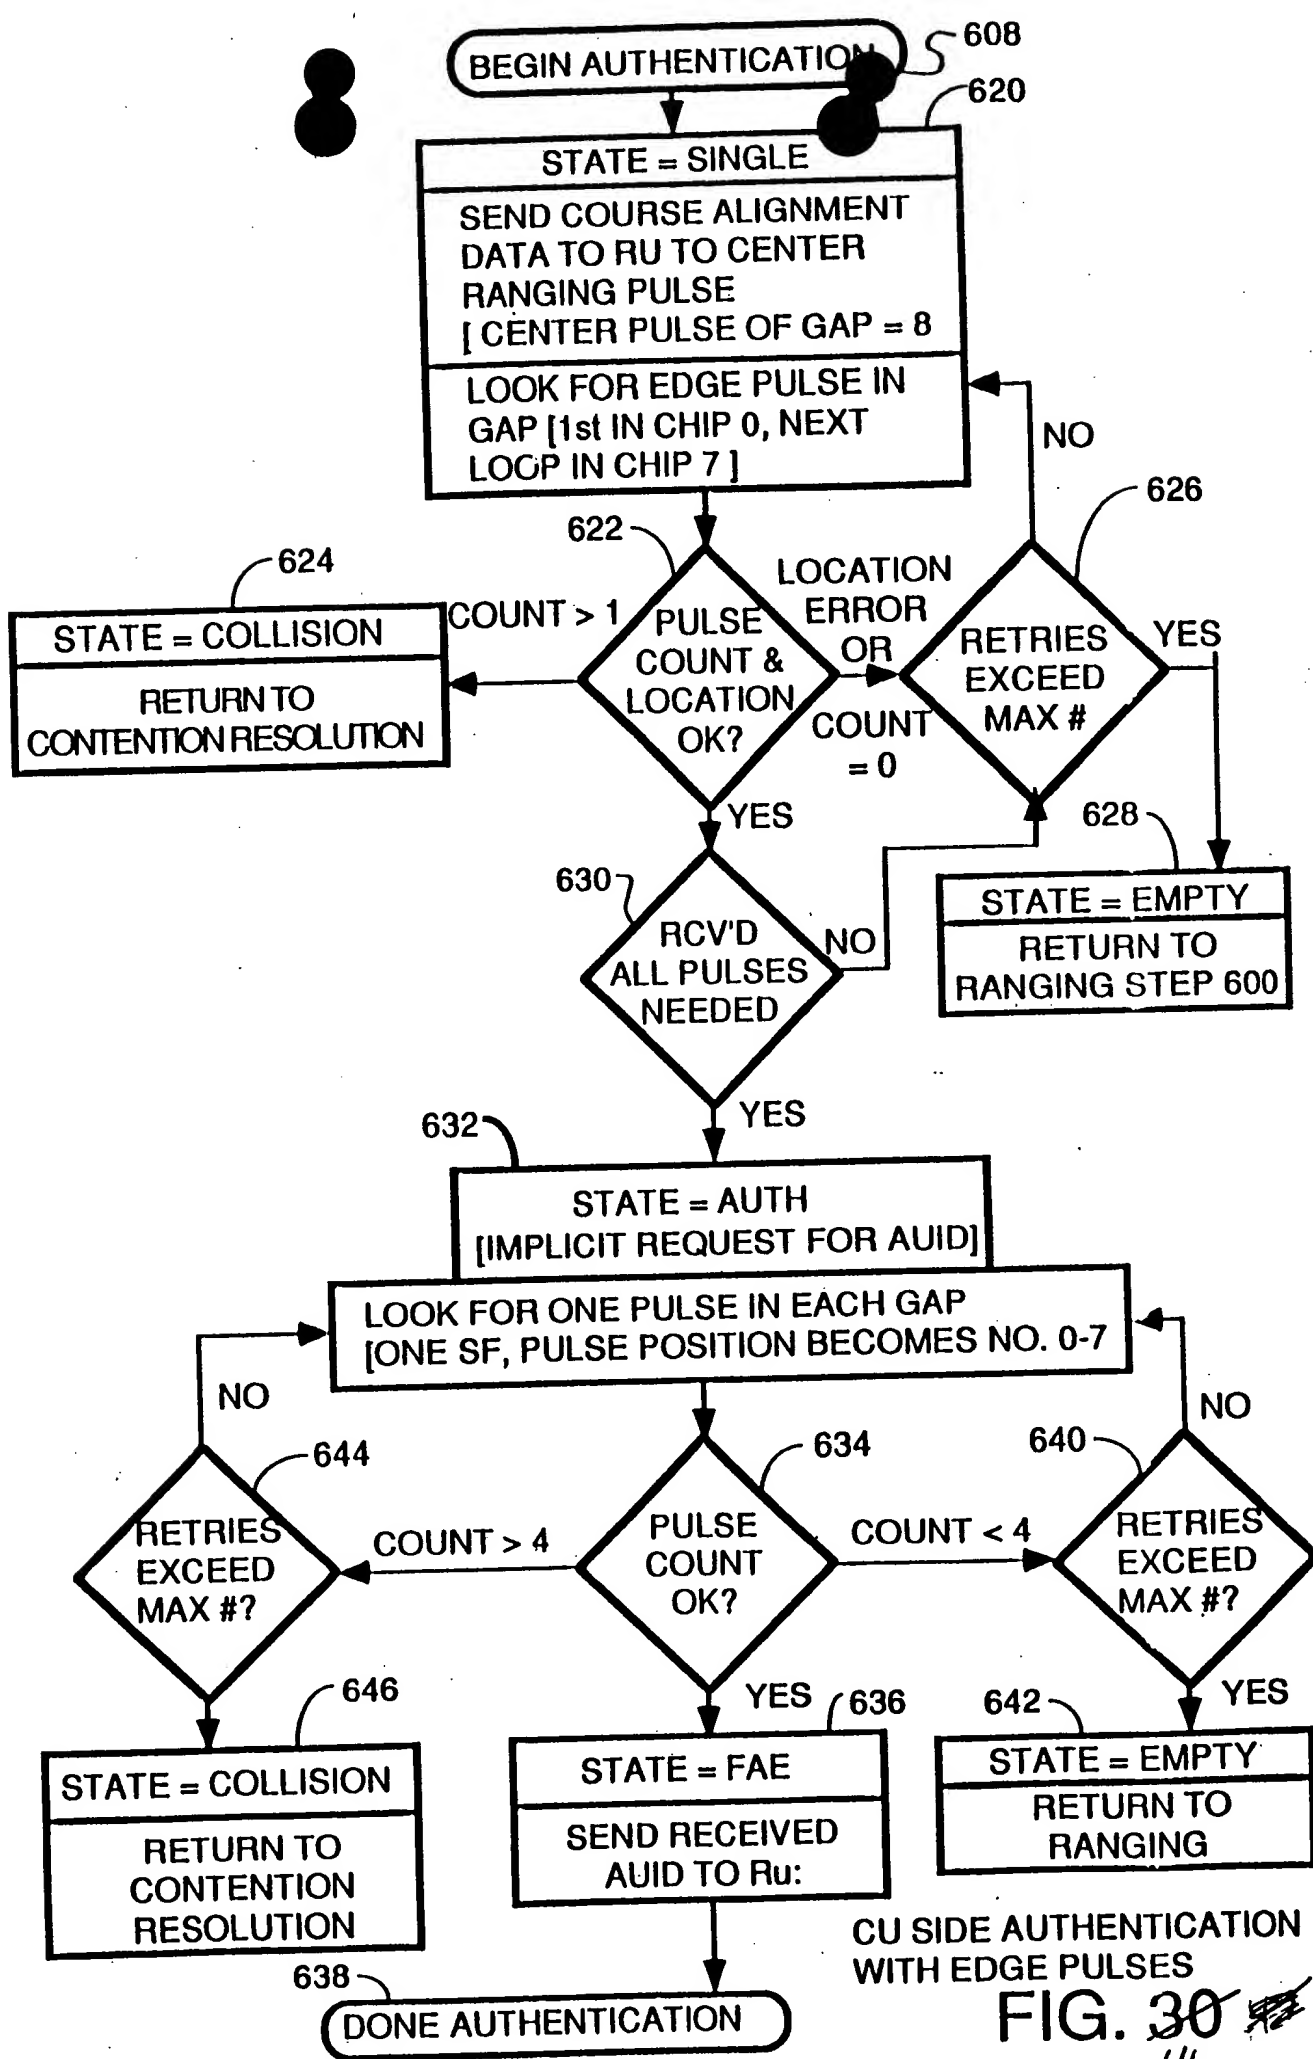 BEGIN AUTHENTICATION
608
620
STATE = SINGLE
SEND COURSE ALIGNMENT
DATA TO RU TO CENTER
RANGING PULSE
[ CENTER PULSE OF GAP = 8
LOOK FOR EDGE PULSE IN
GAP [1st IN CHIP 0, NEXT
LOOP IN CHIP 7 ]
NO
626
622
624
COUNT > 1
LOCATION
ERROR
OR
COUNT
= 0
PULSE
COUNT &
LOCATION
OK?
RETRIES
EXCEED
MAX #
YES
STATE = COLLISION
RETURN TO
CONTENTION RESOLUTION
YES
628
STATE = EMPTY
RETURN TO
RANGING STEP 600
630
RCV'D
ALL PULSES
NEEDED
NO
YES
632
STATE = AUTH
[IMPLICIT REQUEST FOR AUID]
LOOK FOR ONE PULSE IN EACH GAP
[ONE SF, PULSE POSITION BECOMES NO. 0-7
NO
NO
644
634
640
RETRIES
EXCEED
MAX #?
COUNT > 4
PULSE
COUNT
OK?
COUNT < 4
RETRIES
EXCEED
MAX #?
646
YES
636
642
YES
STATE = COLLISION
RETURN TO
CONTENTION
RESOLUTION
STATE = FAE
SEND RECEIVED
AUID TO Ru:
STATE = EMPTY
RETURN TO
RANGING
638
DONE AUTHENTICATION
CU SIDE AUTHENTICATION
WITH EDGE PULSES
FIG. 30